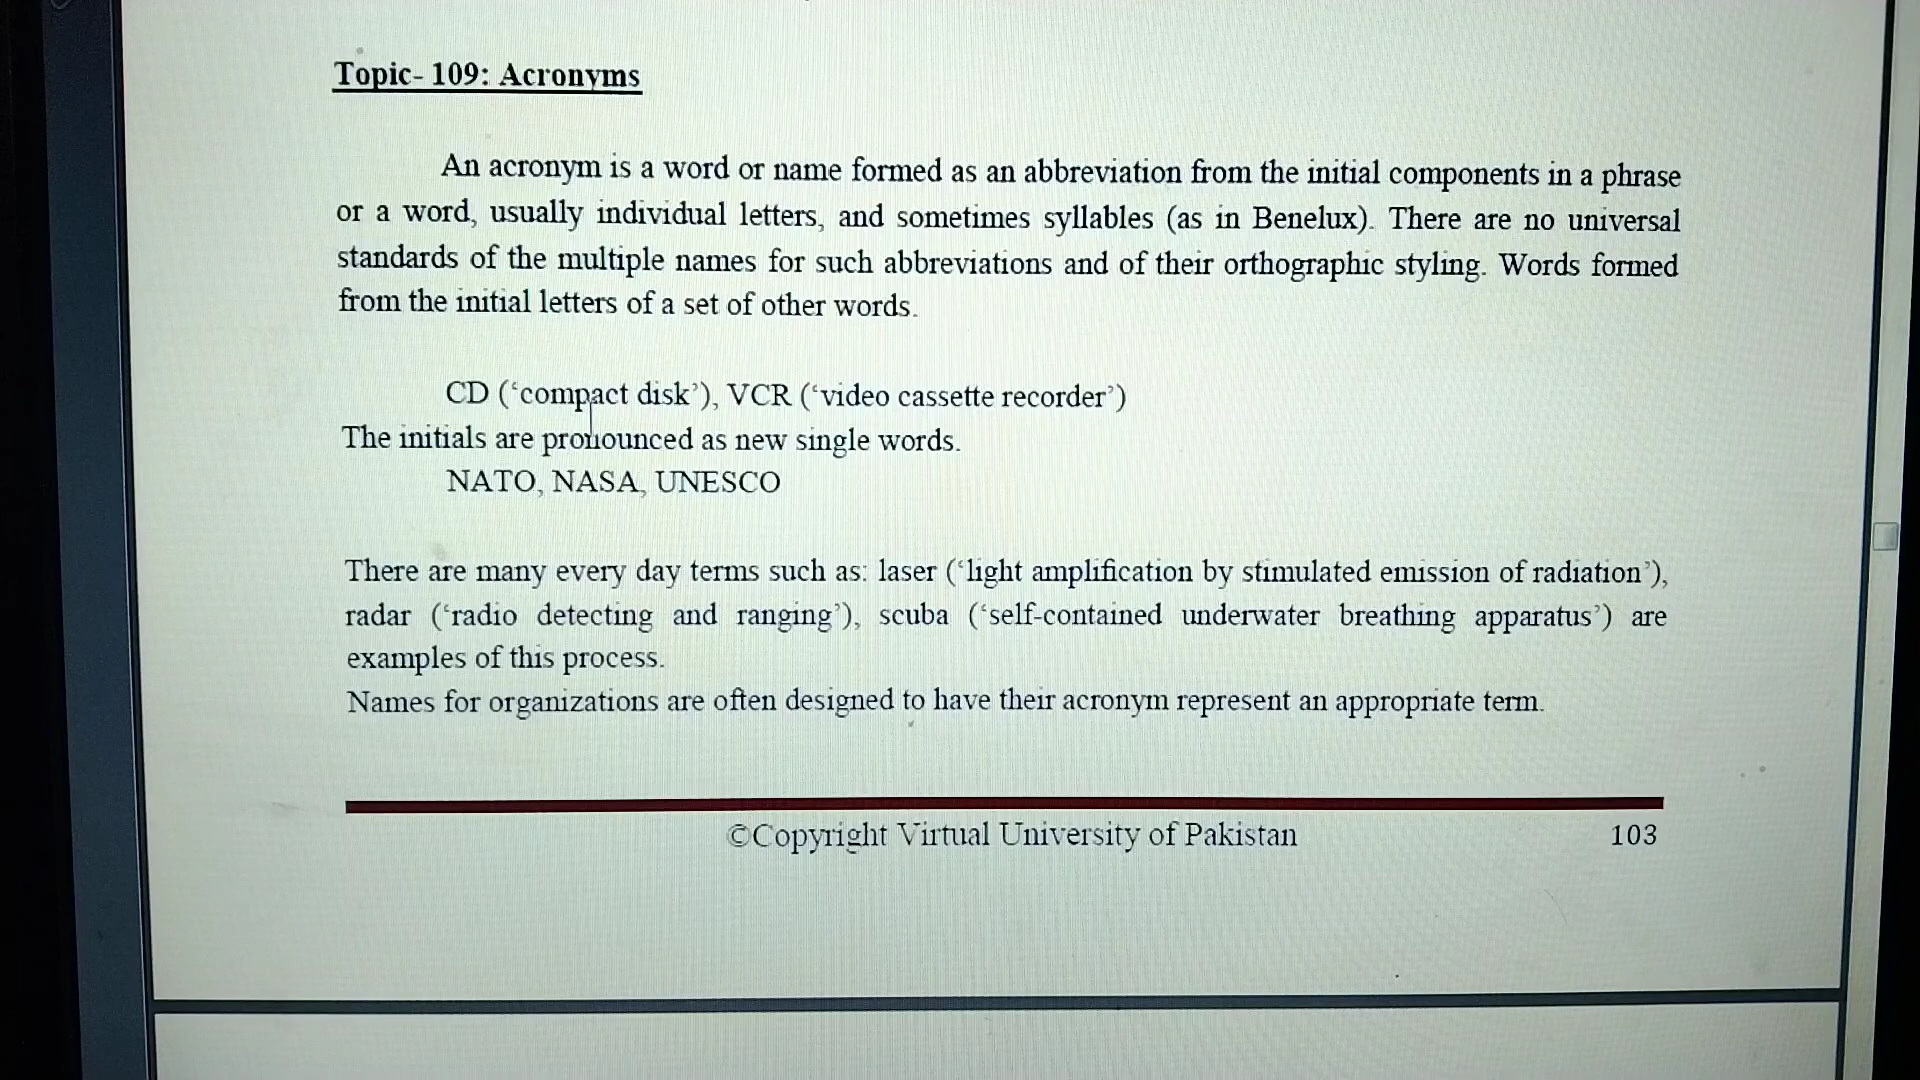 Topic- 109: Acronyms
An acronym is a word or name formed as an abbreviation from the initial components in a phrase
or a word, usually individual letters, and sometimes syllables (as in Benelux). There are no universal
standards of the multiple names for such abbreviations and of their orthographic styling. Words formed
from the initial letters of a set of other words.
CD (‘compact disk’), VCR (‘video cassette recorder’)
The initials are pronounced as new single words.
NATO, NASA, UNESCO
There are many every day terms such as: laser (‘light amplification by stimulated emission of radiation’),
radar (‘radio detecting and ranging’), scuba (‘self-contained underwater breathing apparatus’) are
examples of this process.
Names for organizations are often designed to have their acronym represent an appropriate term.
©Copyright Virtual University of Pakistan 103